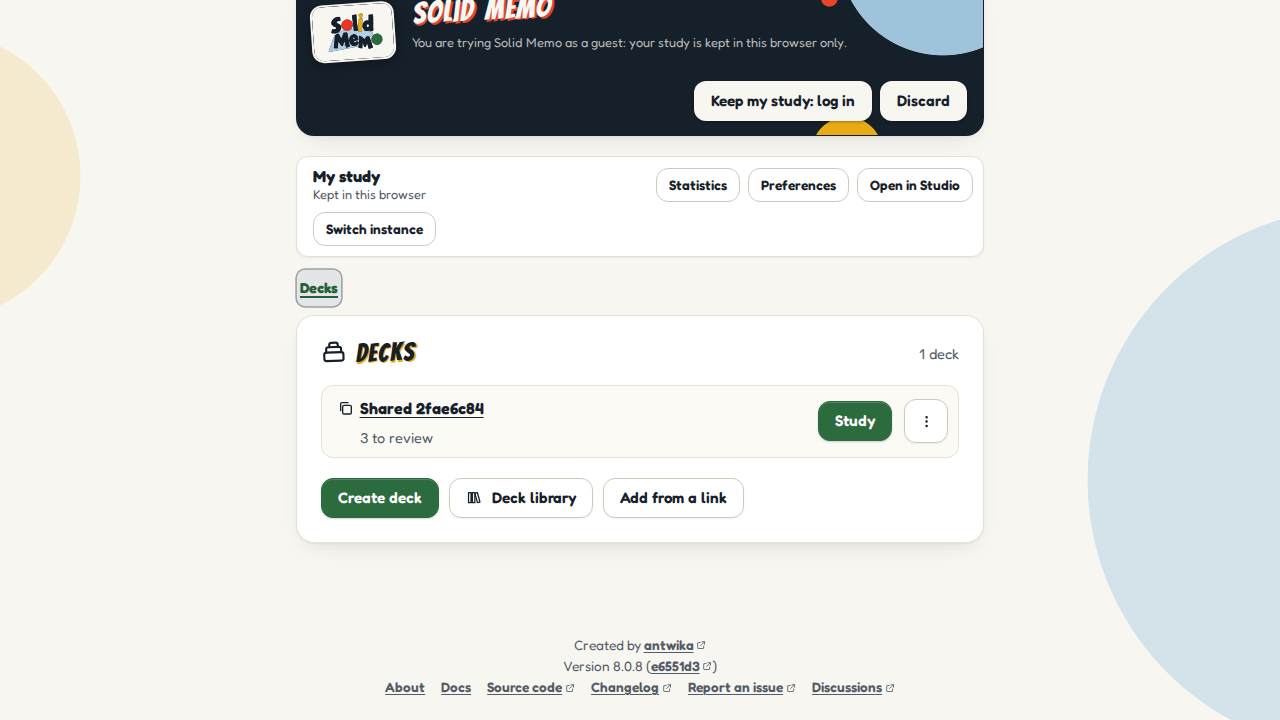 Solid
Memo
SOLID MEMO
You are trying Solid Memo as a guest: your study is kept in this browser only.
Keep my study: log in
Discard
My study
Kept in this browser
Statistics
Preferences
Open in Studio
Switch instance
Decks
DECKS
1 deck
Shared 2fae6c84
3 to review
Study
Create deck
Deck library
Add from a link
Created by antwika
Version 8.0.8 (e6551d3)
About Docs Source code Changelog Report an issue Discussions